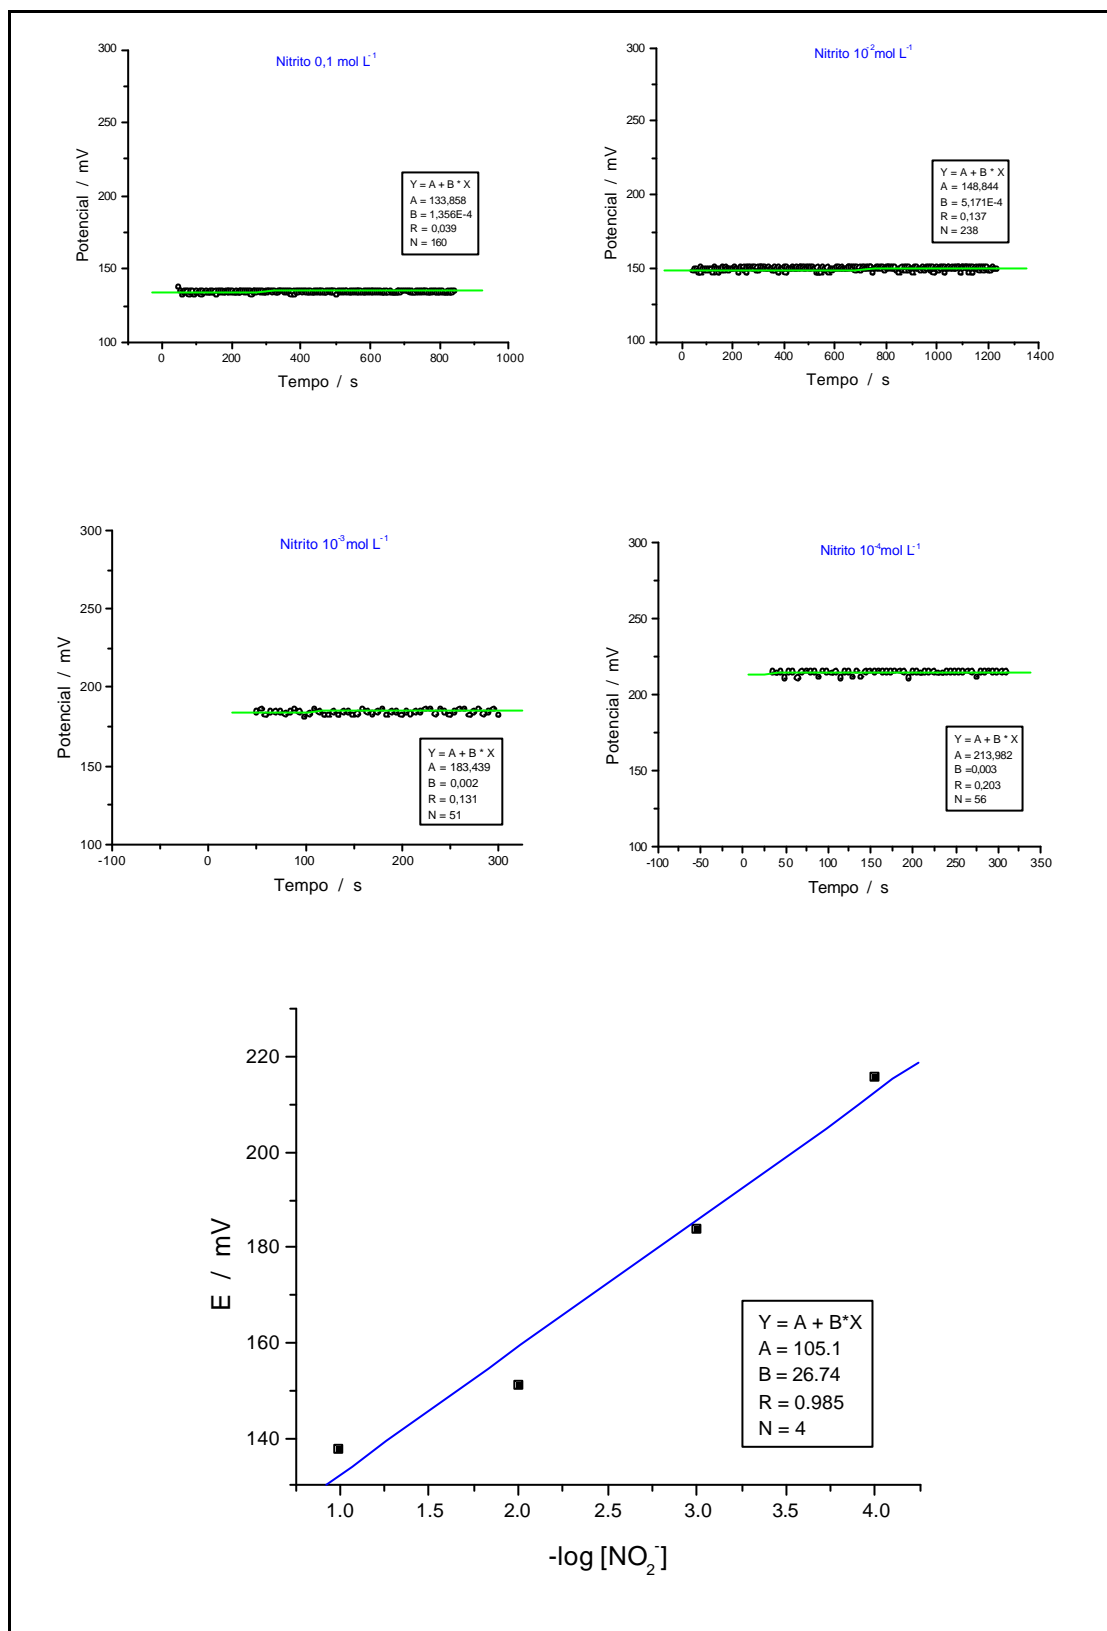 Nitrito 0,1 mol L-1
300
250
200
150
100
Potencial / mV
Y = A + B * X
A = 133,858
B = 1,356E-4
R = 0,039
N = 160
0 200 400 600 800 1000
Tempo / s
Nitrito 10-2mol L-1
300
250
200
150
100
Potencial / mV
Y = A + B * X
A = 148,844
B = 5,171E-4
R = 0,137
N = 238
0 200 400 600 800 1000 1200 1400
Tempo / s
Nitrito 10-3mol L-1
300
250
200
150
100
Potencial / mV
Y = A + B * X
A = 183,439
B = 0,002
R = 0,131
N = 51
-100 0 100 200 300
Tempo / s
Nitrito 10-4mol L-1
300
250
200
150
100
Potencial / mV
Y = A + B * X
A = 213,982
B =0,003
R = 0,203
N = 56
-100 -50 0 50 100 150 200 250 300 350
Tempo / s
220
200
180
160
140
E / mV
Y = A + B*X
A = 105.1
B = 26.74
R = 0.985
N = 4
1.0 1.5 2.0 2.5 3.0 3.5 4.0
-log [NO2-]